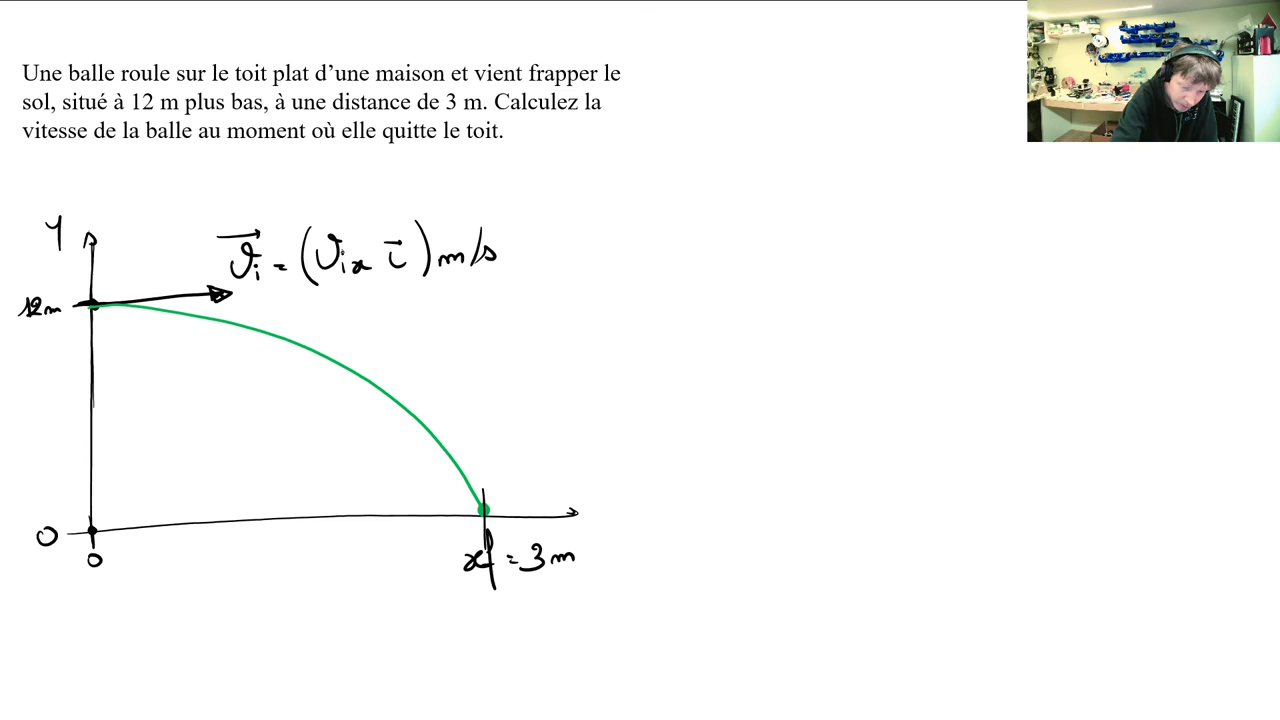 Une balle roule sur le toit plat d’une maison et vient frapper le
sol, situé à 12 m plus bas, à une distance de 3 m. Calculez la
vitesse de la balle au moment où elle quitte le toit.
y
v⃗i = (vix i⃗) m/s
12m
0
0
xf = 3 m